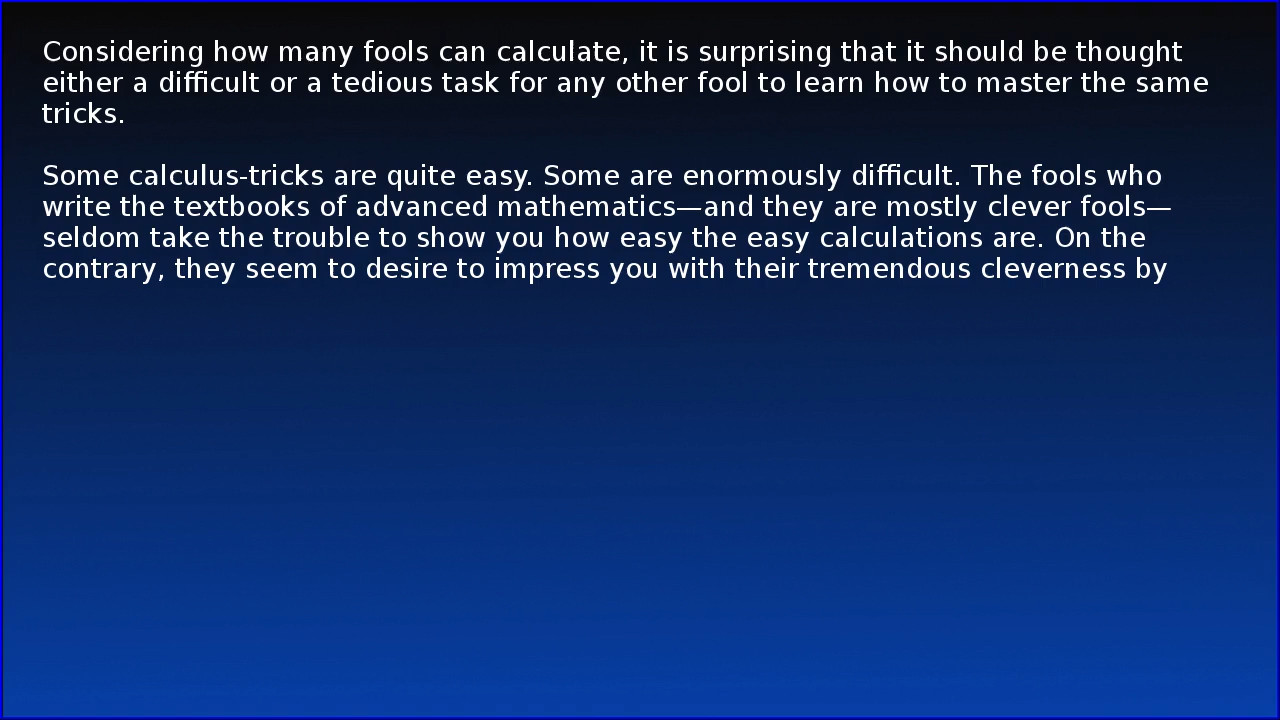 Considering how many fools can calculate, it is surprising that it should be thought
either a difficult or a tedious task for any other fool to learn how to master the same
tricks.
Some calculus-tricks are quite easy. Some are enormously difficult. The fools who
write the textbooks of advanced mathematics—and they are mostly clever fools—
seldom take the trouble to show you how easy the easy calculations are. On the
contrary, they seem to desire to impress you with their tremendous cleverness by